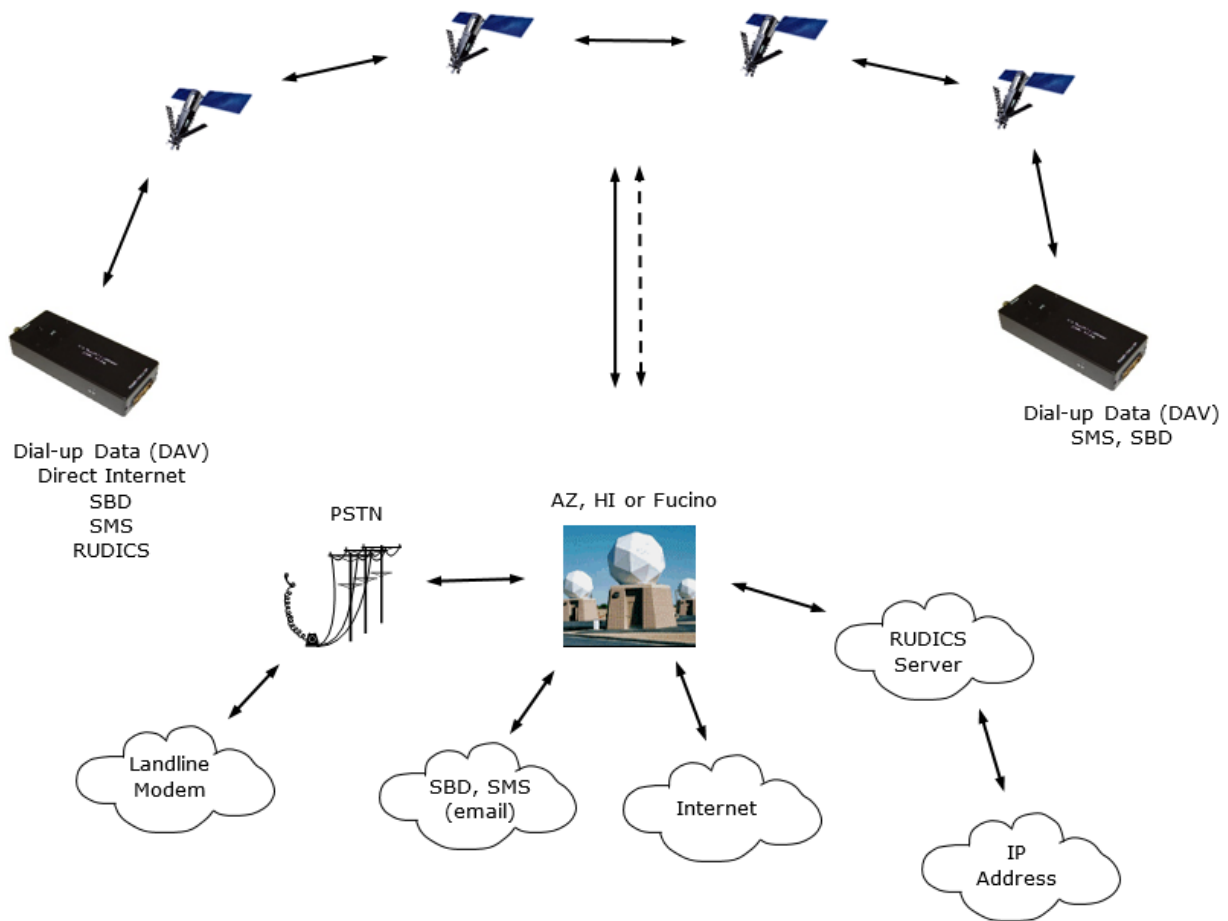 Dial-up Data (DAV)
Direct Internet
SBD
SMS
RUDICS
Dial-up Data (DAV)
SMS, SBD
PSTN
AZ, HI or Fucino
RUDICS
Server
Landline
Modem
SBD, SMS
(email)
Internet
IP
Address